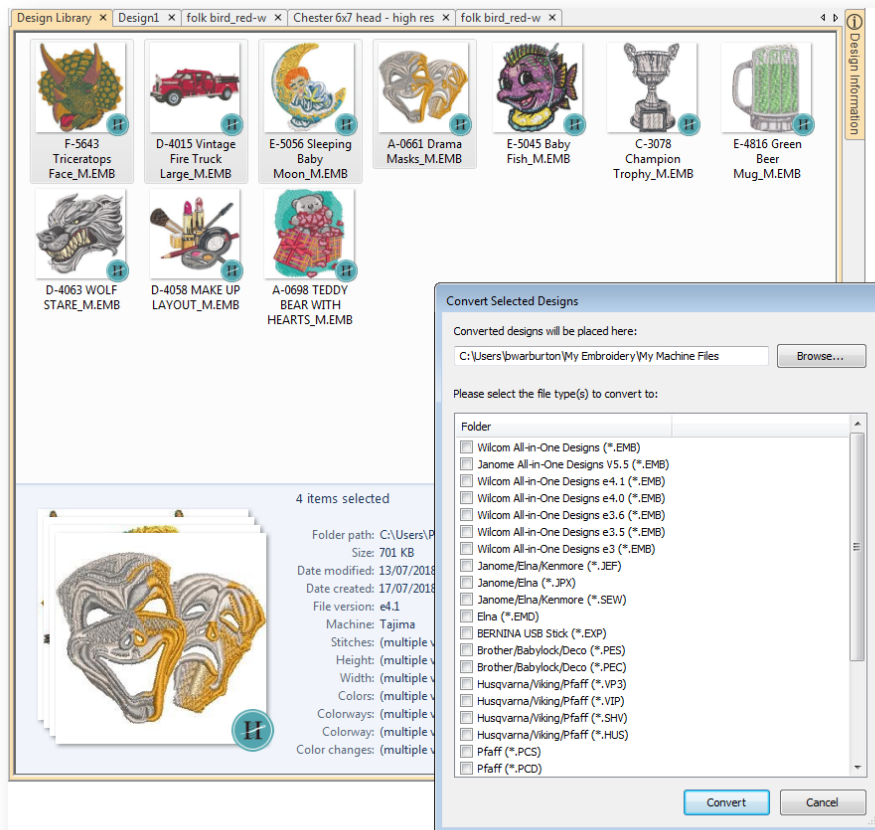 Design Library
Design1
folk bird_red-w
Chester 6x7 head - high res
folk bird_red-w
Design Information
F-5643
Triceratops
Face_M.EMB
D-4015 Vintage
Fire Truck
Large_M.EMB
E-5056 Sleeping
Baby
Moon_M.EMB
A-0661 Drama
Masks_M.EMB
E-5045 Baby
Fish_M.EMB
C-3078
Champion
Trophy_M.EMB
E-4816 Green
Beer
Mug_M.EMB
D-4063 WOLF
STARE_M.EMB
D-4058 MAKE UP
LAYOUT_M.EMB
A-0698 TEDDY
BEAR WITH
HEARTS_M.EMB
4 items selected
Folder path: C:\Users\P
Size: 701 KB
Date modified: 13/07/2018
Date created: 17/07/2018
File version: e4.1
Machine: Tajima
Stitches: (multiple v
Height: (multiple v
Width: (multiple v
Colors: (multiple v
Colorways: (multiple v
Colorway: (multiple v
Color changes: (multiple v
H
Convert Selected Designs
Converted designs will be placed here:
C:\Users\bwarburton\My Embroidery\My Machine Files
Browse...
Please select the file type(s) to convert to:
Folder
Wilcom All-in-One Designs (*.EMB)
Janome All-in-One Designs V5.5 (*.EMB)
Wilcom All-in-One Designs e4.1 (*.EMB)
Wilcom All-in-One Designs e4.0 (*.EMB)
Wilcom All-in-One Designs e3.6 (*.EMB)
Wilcom All-in-One Designs e3.5 (*.EMB)
Wilcom All-in-One Designs e3 (*.EMB)
Janome/Elna/Kenmore (*.JEF)
Janome/Elna (*.JPX)
Janome/Elna/Kenmore (*.SEW)
Elna (*.EMD)
BERNINA USB Stick (*.EXP)
Brother/Babylock/Deco (*.PES)
Brother/Babylock/Deco (*.PEC)
Husqvarna/Viking/Pfaff (*.VP3)
Husqvarna/Viking/Pfaff (*.VIP)
Husqvarna/Viking/Pfaff (*.SHV)
Husqvarna/Viking/Pfaff (*.HUS)
Pfaff (*.PCS)
Pfaff (*.PCD)
Convert
Cancel